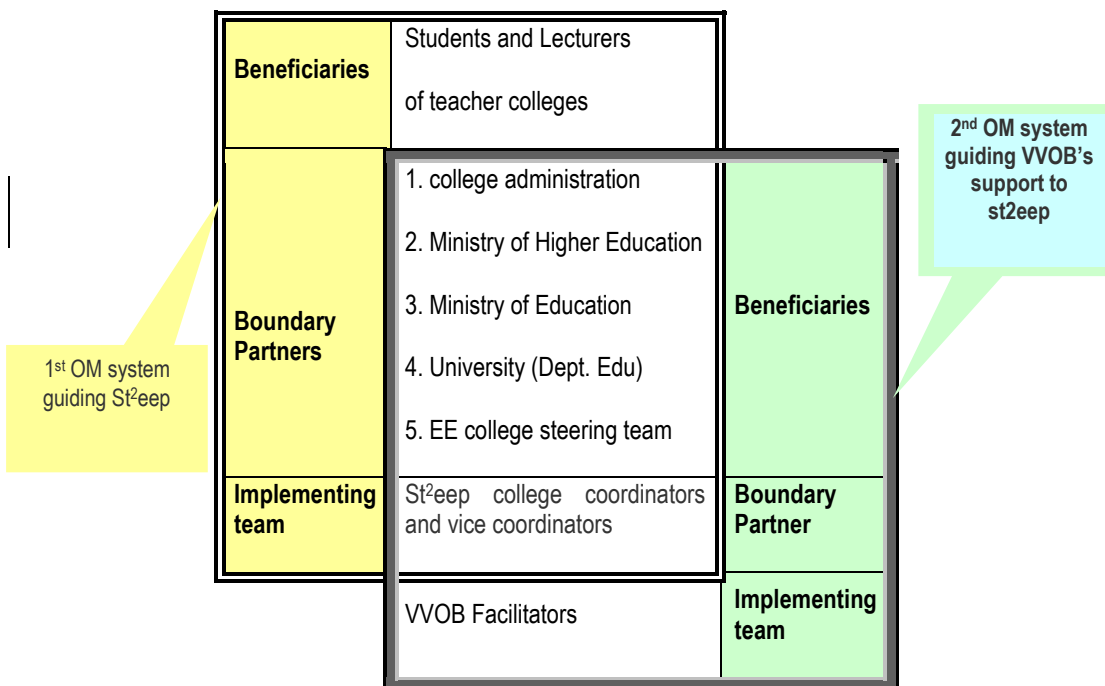 Beneficiaries
Students and Lecturers
of teacher colleges
2nd OM system
guiding VVOB's
support to
st2eep
1st OM system
guiding St²eep
Boundary
Partners
1. college administration
2. Ministry of Higher Education
3. Ministry of Education
4. University (Dept. Edu)
5. EE college steering team
Beneficiaries
Implementing
team
St²eep college coordinators
and vice coordinators
Boundary
Partner
VVOB Facilitators
Implementing
team